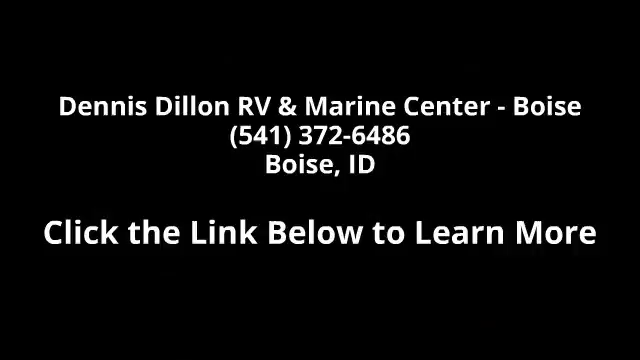 Dennis Dillon RV & Marine Center - Boise
(541) 372-6486
Boise, ID
Click the Link Below to Learn More